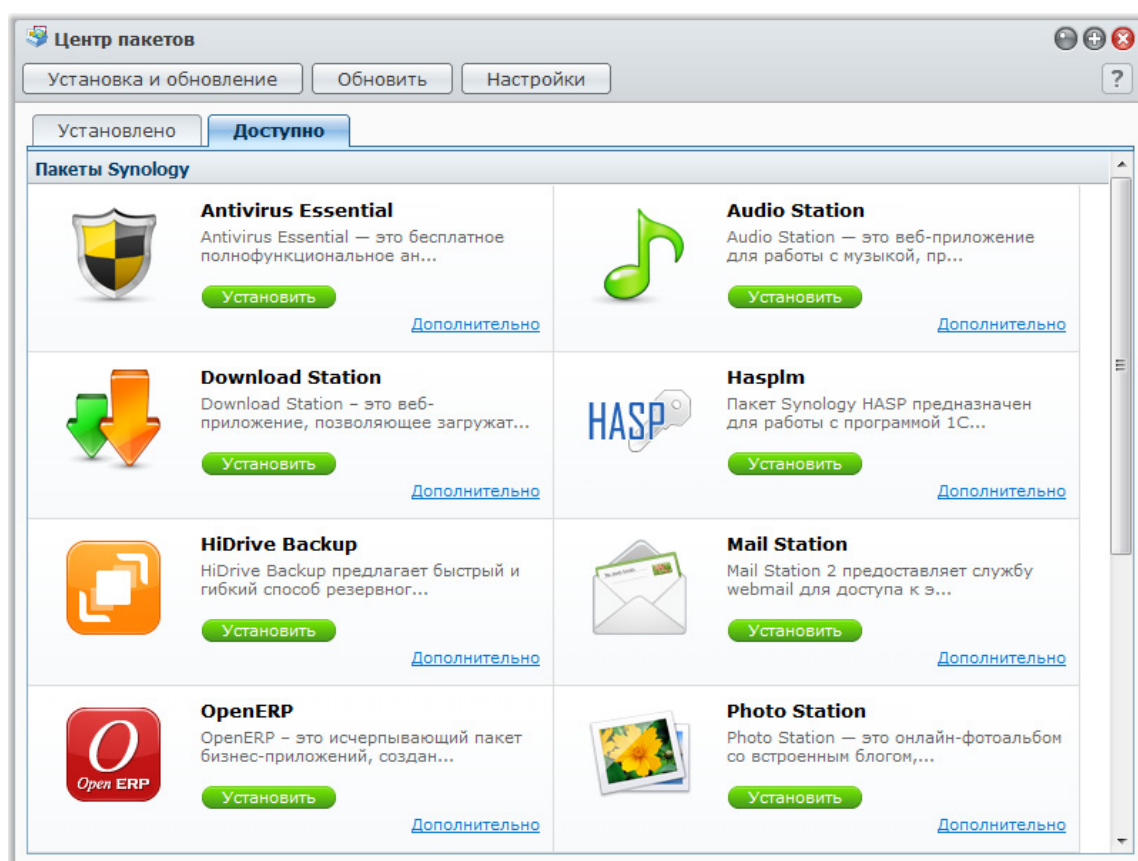 Центр пакетов
Установка и обновление
Обновить
Настройки
?
Установлено
Доступно
Пакеты Synology
Antivirus Essential
Antivirus Essential — это бесплатное
полнофункциональное ан...
Установить
Дополнительно
Audio Station
Audio Station — это веб-приложение
для работы с музыкой, пр...
Установить
Дополнительно
Download Station
Download Station – это веб-
приложение, позволяющее загружат...
Установить
Дополнительно
HASP
Hasplm
Пакет Synology HASP предназначен
для работы с программой 1С...
Установить
Дополнительно
HiDrive Backup
HiDrive Backup предлагает быстрый и
гибкий способ резервног...
Установить
Дополнительно
Mail Station
Mail Station 2 предоставляет службу
webmail для доступа к э...
Установить
Дополнительно
Open ERP
OpenERP
OpenERP – это исчерпывающий пакет
бизнес-приложений, создан...
Установить
Дополнительно
Photo Station
Photo Station — это онлайн-фотоальбом
со встроенным блогом,...
Установить
Дополнительно